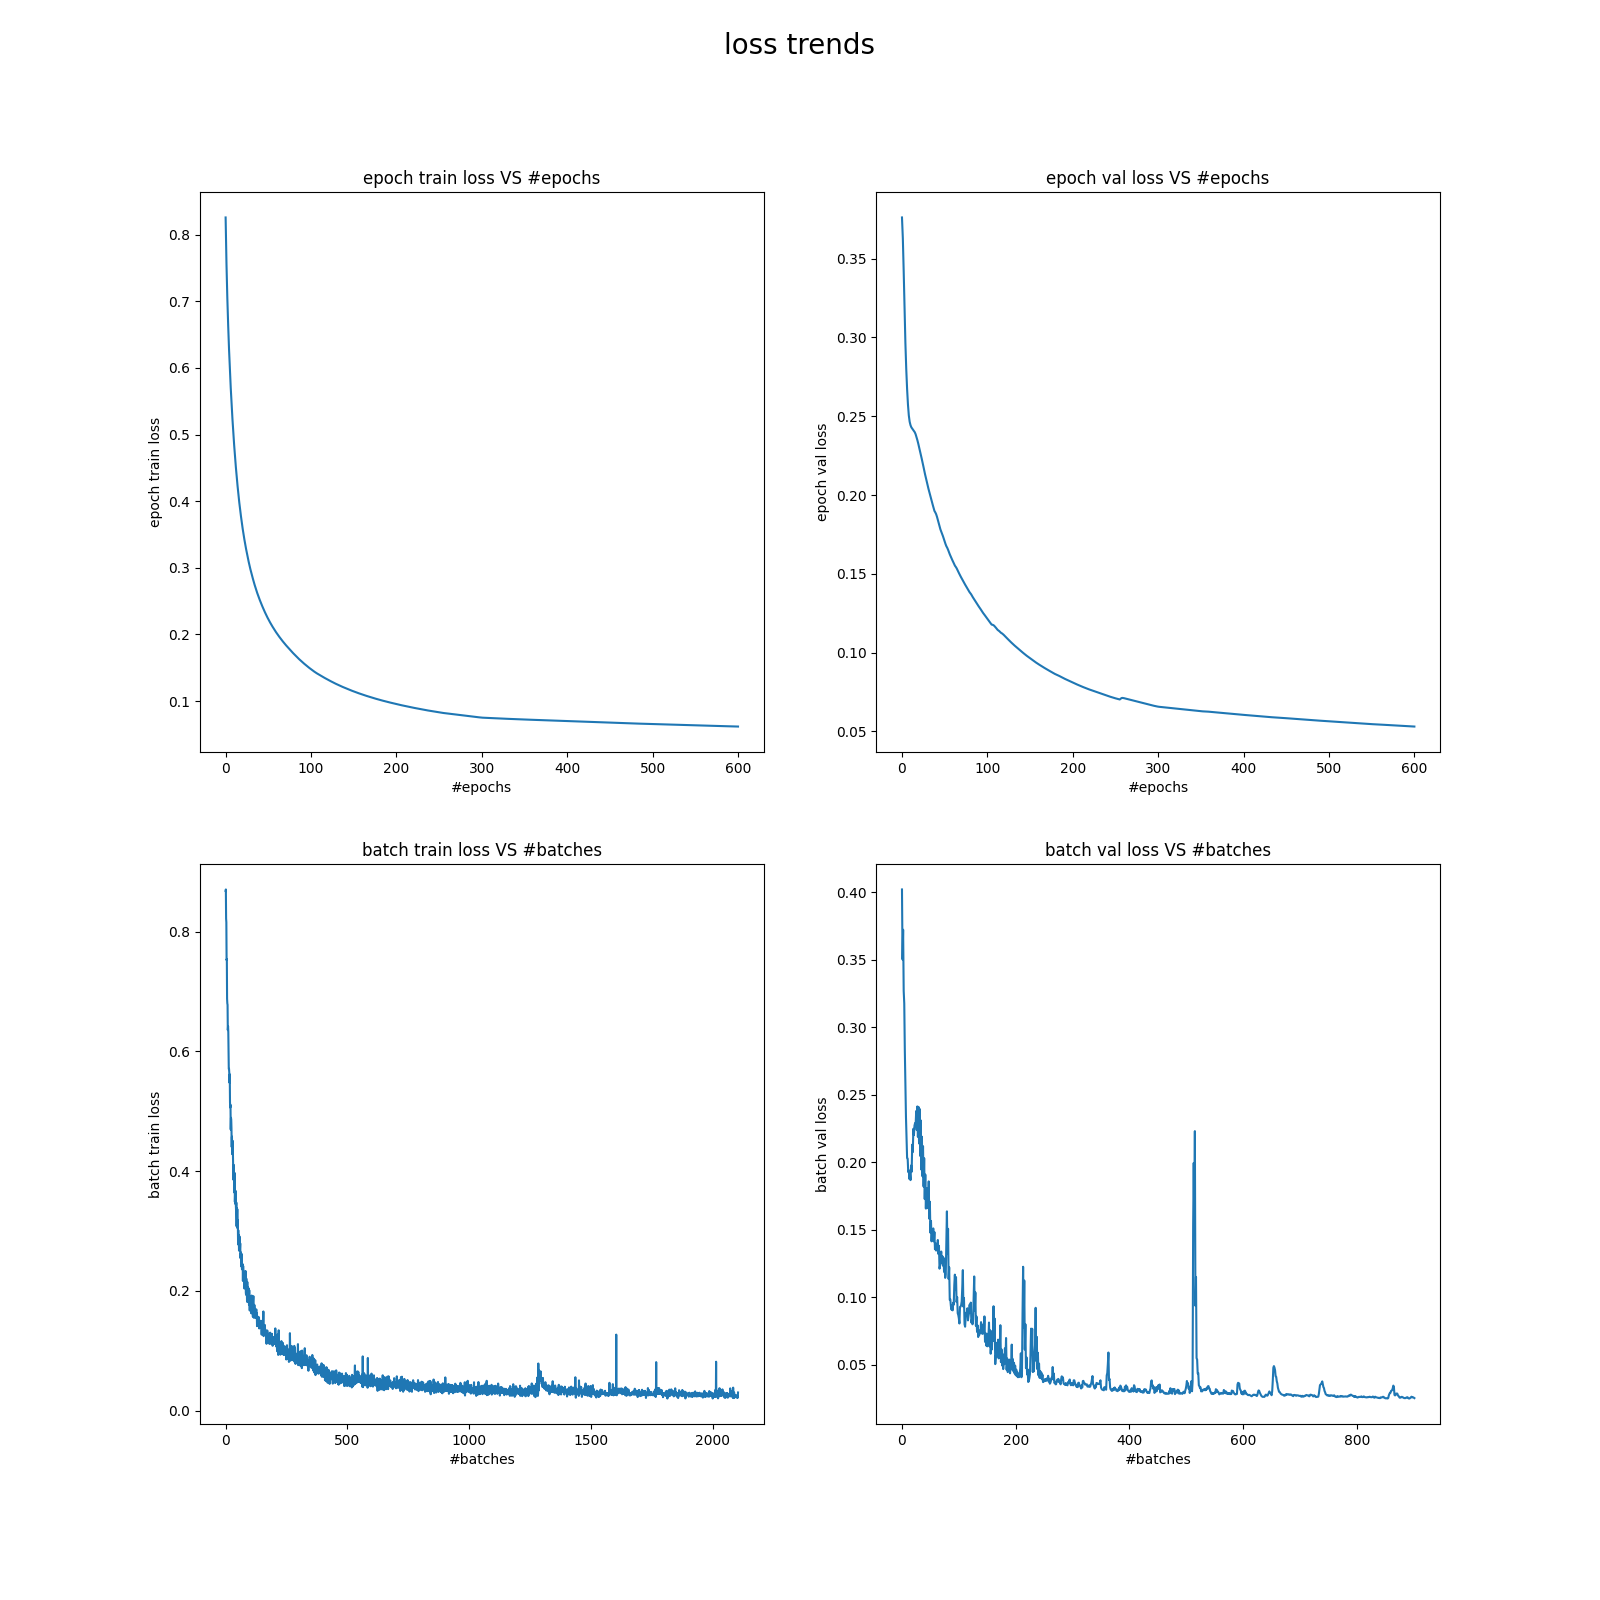 loss trends
epoch train loss VS #epochs
epoch train loss
0.8
0.7
0.6
0.5
0.4
0.3
0.2
0.1
0 100 200 300 400 500 600
#epochs
epoch val loss VS #epochs
epoch val loss
0.35
0.30
0.25
0.20
0.15
0.10
0.05
0 100 200 300 400 500 600
#epochs
batch train loss VS #batches
batch train loss
0.8
0.6
0.4
0.2
0.0
0 500 1000 1500 2000
#batches
batch val loss VS #batches
batch val loss
0.40
0.35
0.30
0.25
0.20
0.15
0.10
0.05
0 200 400 600 800
#batches